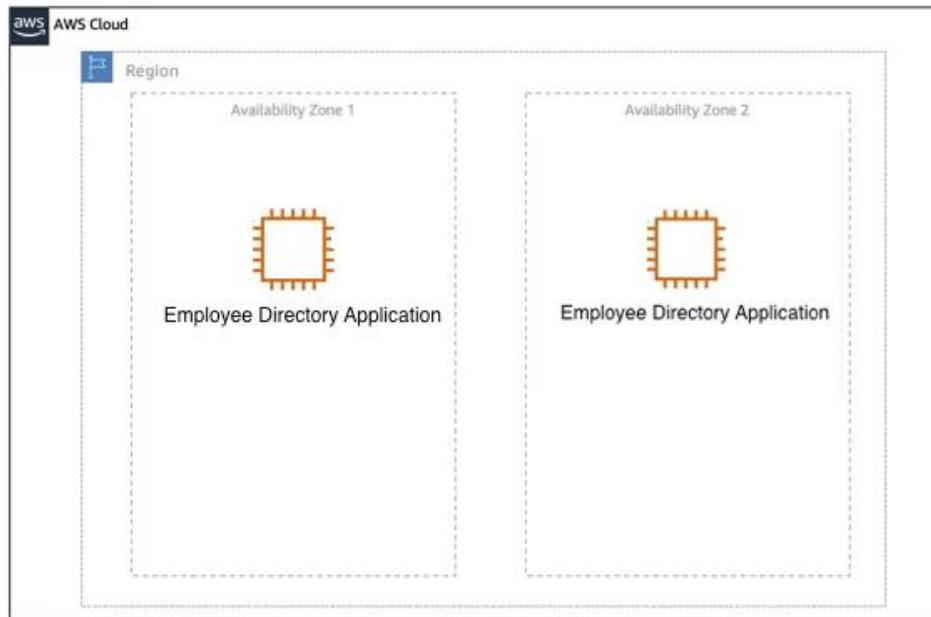 aws AWS Cloud
Region
Availability Zone 1
Availability Zone 2
Employee Directory Application
Employee Directory Application